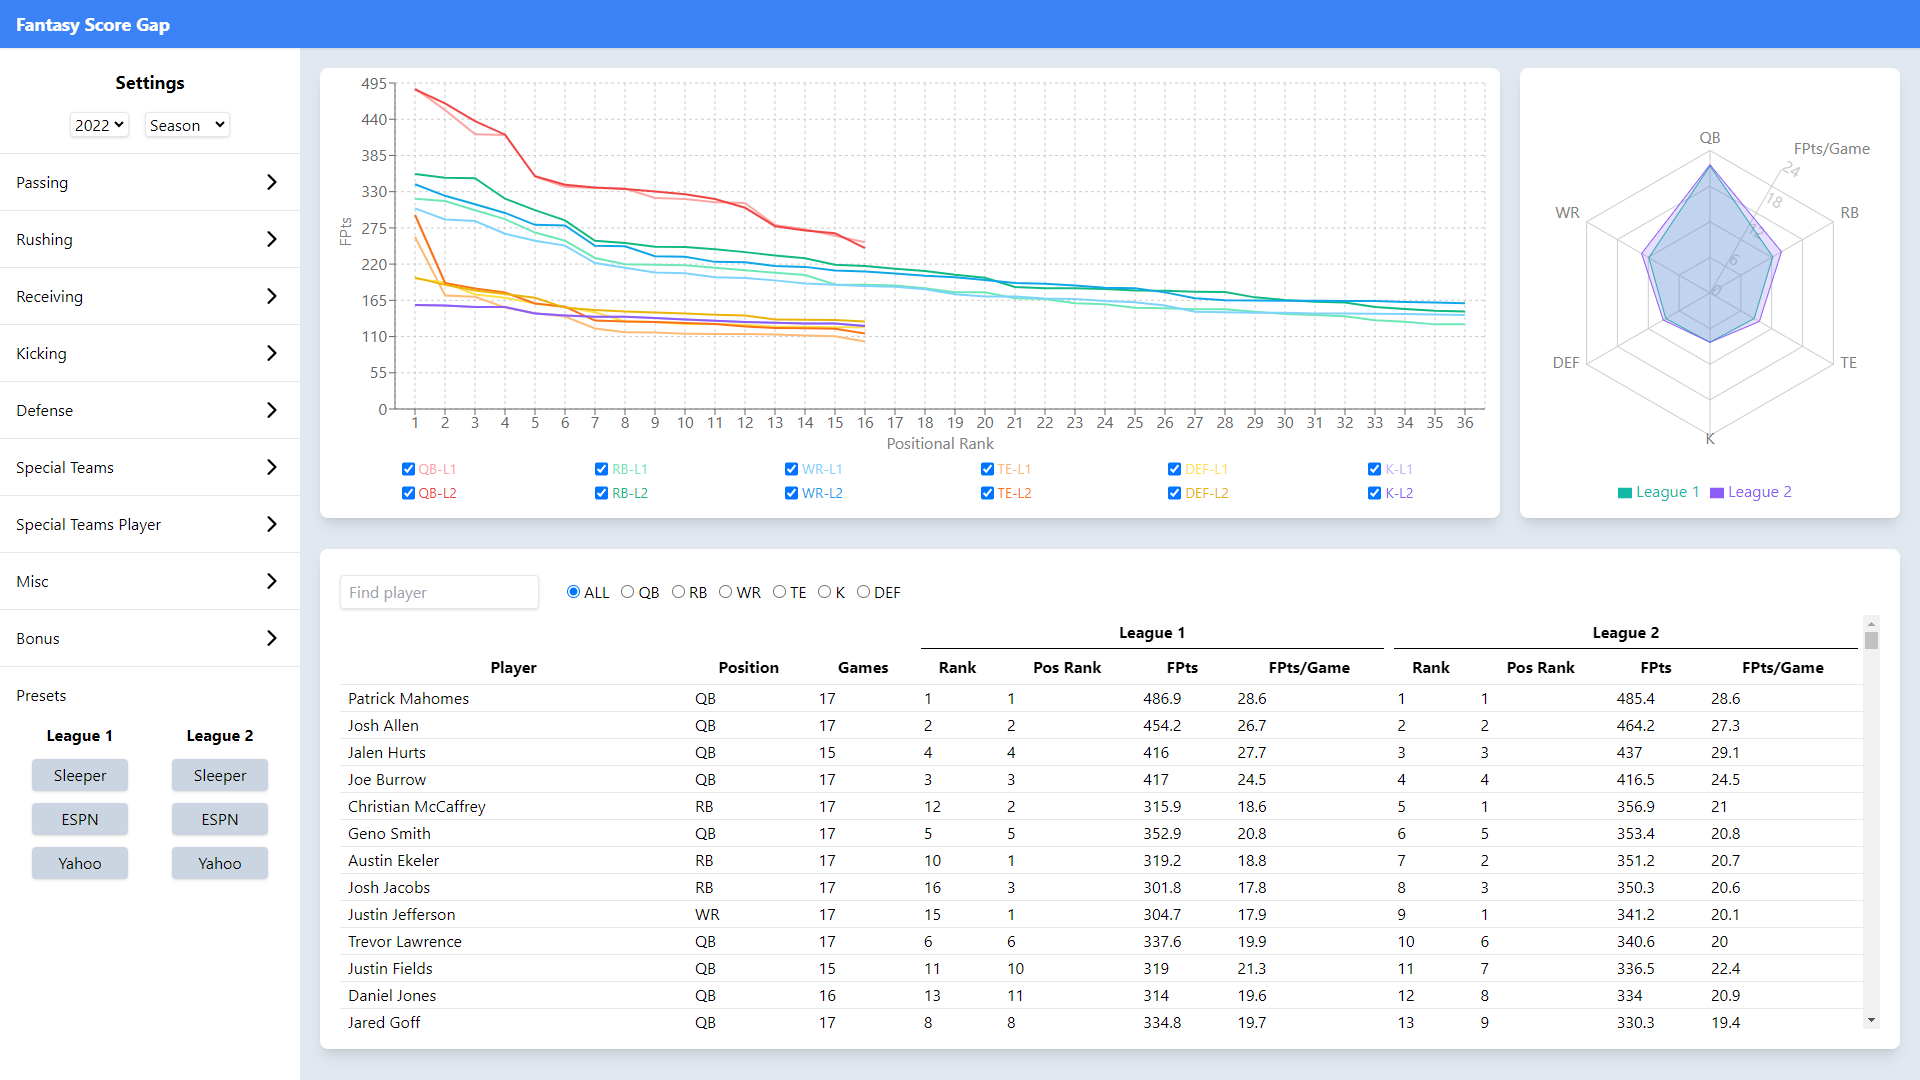 Fantasy Score Gap
Settings
2022 Season
Passing
Rushing
Receiving
Kicking
Defense
Special Teams
Special Teams Player
Misc
Bonus
Presets
League 1 League 2
Sleeper Sleeper
ESPN ESPN
Yahoo Yahoo
495
440
385
330
275
220
165
110
55
0
FPts
1 2 3 4 5 6 7 8 9 10 11 12 13 14 15 16 17 18 19 20 21 22 23 24 25 26 27 28 29 30 31 32 33 34 35 36
Positional Rank
QB-L1 RB-L1 WR-L1 TE-L1 DEF-L1 K-L1
QB-L2 RB-L2 WR-L2 TE-L2 DEF-L2 K-L2
QB
FPts/Game
24
18
12
6
0
WR RB
DEF TE
K
League 1 League 2
Find player ALL QB RB WR TE K DEF
League 1 League 2
Player Position Games Rank Pos Rank FPts FPts/Game Rank Pos Rank FPts FPts/Game
Patrick Mahomes QB 17 1 1 486.9 28.6 1 1 485.4 28.6
Josh Allen QB 17 2 2 454.2 26.7 2 2 464.2 27.3
Jalen Hurts QB 15 4 4 416 27.7 3 3 437 29.1
Joe Burrow QB 17 3 3 417 24.5 4 4 416.5 24.5
Christian McCaffrey RB 17 12 2 315.9 18.6 5 1 356.9 21
Geno Smith QB 17 5 5 352.9 20.8 6 5 353.4 20.8
Austin Ekeler RB 17 10 1 319.2 18.8 7 2 351.2 20.7
Josh Jacobs RB 17 16 3 301.8 17.8 8 3 350.3 20.6
Justin Jefferson WR 17 15 1 304.7 17.9 9 1 341.2 20.1
Trevor Lawrence QB 17 6 6 337.6 19.9 10 6 340.6 20
Justin Fields QB 15 11 10 319 21.3 11 7 336.5 22.4
Daniel Jones QB 16 13 11 314 19.6 12 8 334 20.9
Jared Goff QB 17 8 8 334.8 19.7 13 9 330.3 19.4